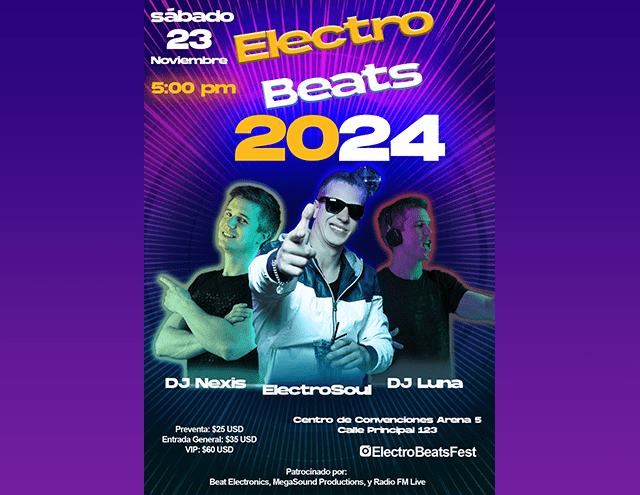 sábado
23
Noviembre
5:00 pm
Electro
Beats
2024
DJ Nexis
ElectroSoul
DJ Luna
Preventa: $25 USD
Entrada General: $35 USD
VIP: $60 USD
Centro de Convenciones Arena 5
Calle Principal 123
ElectroBeatsFest
Patrocinado por:
Beat Electronics, MegaSound Productions, y Radio FM Live